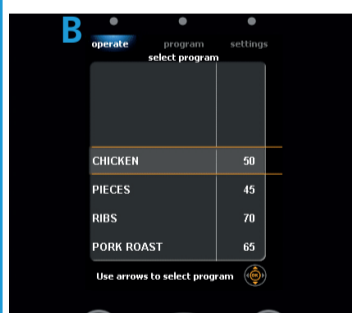 B
operate program settings
select program
CHICKEN 50
PIECES 45
RIBS 70
PORK ROAST 65
Use arrows to select program OK